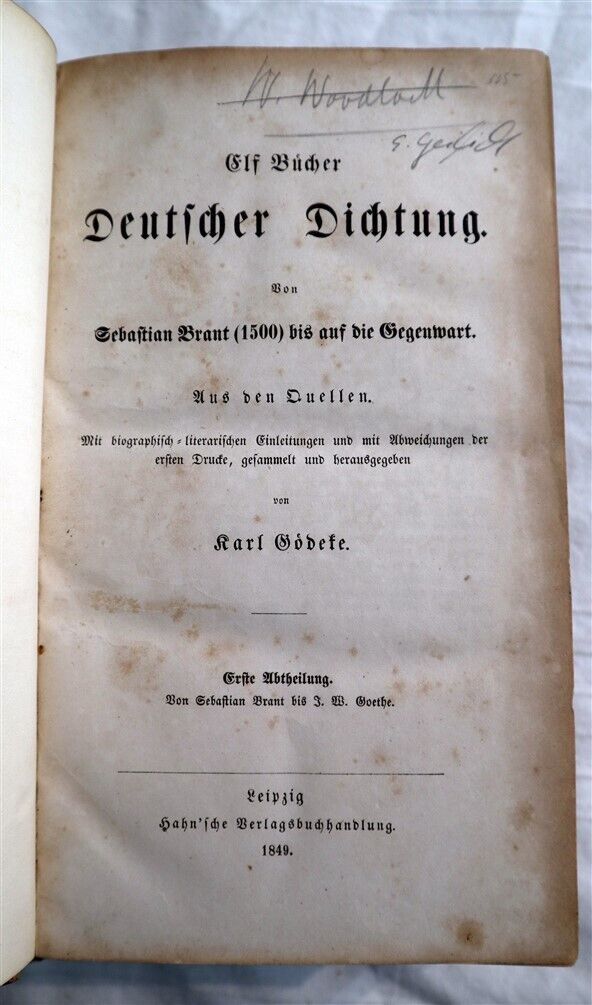 Elf Bücher
Deutſcher Dichtung.
Von
Sebaſtian Brant (1500) bis auf die Gegenwart.
Aus den Quellen.
Mit biographiſch-literariſchen Einleitungen und mit Abweichungen der
erſten Drucke, geſammelt und herausgegeben
von
Karl Gödeke.
Erſte Abtheilung.
Von Sebaſtian Brant bis J. W. Goethe.
Leipzig
Hahn'ſche Verlagsbuchhandlung.
1849.